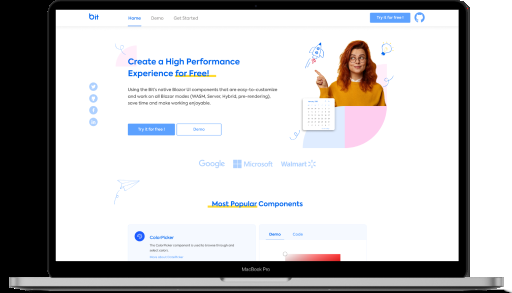 bit
Home
Demo
Get Started
Try it for free !
Create a High Performance
Experience for Free!
Using the Bit's native Blazor UI components that are easy-to-customize
and work on all Blazor modes (WASM, Server, Hybrid, pre-rendering),
save time and make working enjoyable.
Try it for free !
Demo
Google
Microsoft
Walmart
Most Popular Components
ColorPicker
The ColorPicker component is used to browse through and
select colors.
Demo
Code
MacBook Pro